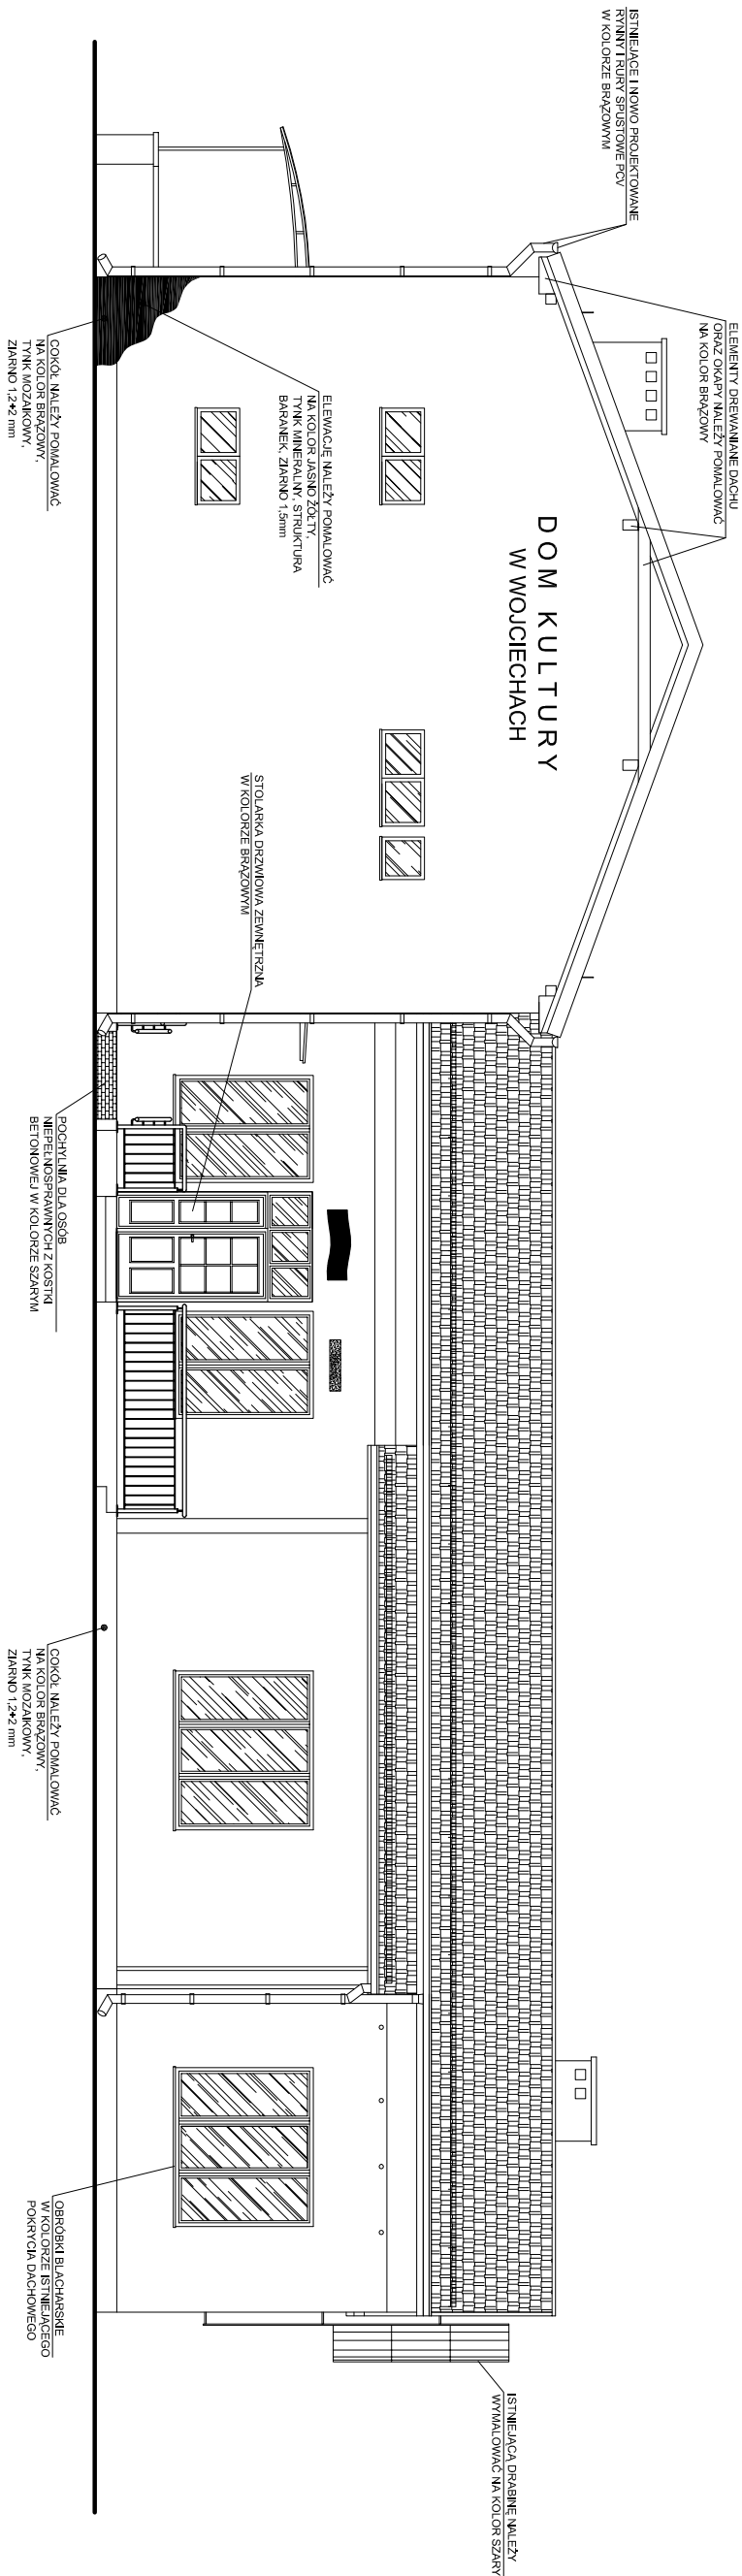 ISTNIEJĄCE I NOWO PROJEKTOWANE
RYNNY I RURY SPUSTOWE PCV
W KOLORZE BRĄZOWYM
ELEMENTY DREWNIANE DACHU
ORAZ OKAPY NALEŻY POMALOWAĆ
NA KOLOR BRĄZOWY
DOM KULTURY
W WOJCIECHACH
ELEWACJĘ NALEŻY POMALOWAĆ
NA KOLOR JASNO ŻÓŁTY,
TYNK MINERALNY, STRUKTURA
BARANEK, ZIARNO 1,5mm
COKÓŁ NALEŻY POMALOWAĆ
NA KOLOR BRĄZOWY,
TYNK MOZAIKOWY,
ZIARNO 1,2÷2 mm
STOLARKA DRZWIOWA ZEWNĘTRZNA
W KOLORZE BRĄZOWYM
POCHYLNIA DLA OSÓB
NIEPEŁNOSPRAWNYCH Z KOSTKI
BETONOWEJ W KOLORZE SZARYM
COKÓŁ NALEŻY POMALOWAĆ
NA KOLOR BRĄZOWY,
TYNK MOZAIKOWY,
ZIARNO 1,2÷2 mm
OBRÓBKI BLACHARSKIE
W KOLORZE ISTNIEJĄCEGO
POKRYCIA DACHOWEGO
ISTNIEJĄCĄ DRABINĘ NALEŻY
WYMALOWAĆ NA KOLOR SZARY